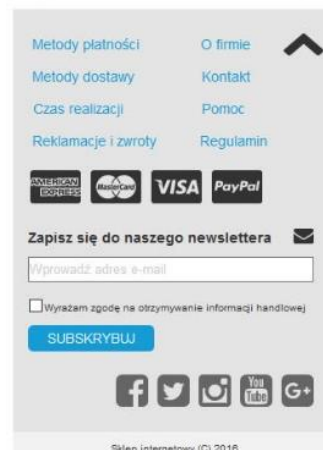 Metody płatności O firmie
Metody dostawy Kontakt
Czas realizacji Pomoc
Reklamacje i zwroty Regulamin
AMERICAN EXPRESS MasterCard VISA PayPal
Zapisz się do naszego newslettera
Wprowadź adres e-mail
Wyrażam zgodę na otrzymywanie informacji handlowej
SUBSKRYBUJ
f You Tube G+
Sklep internetowy (C) 2016